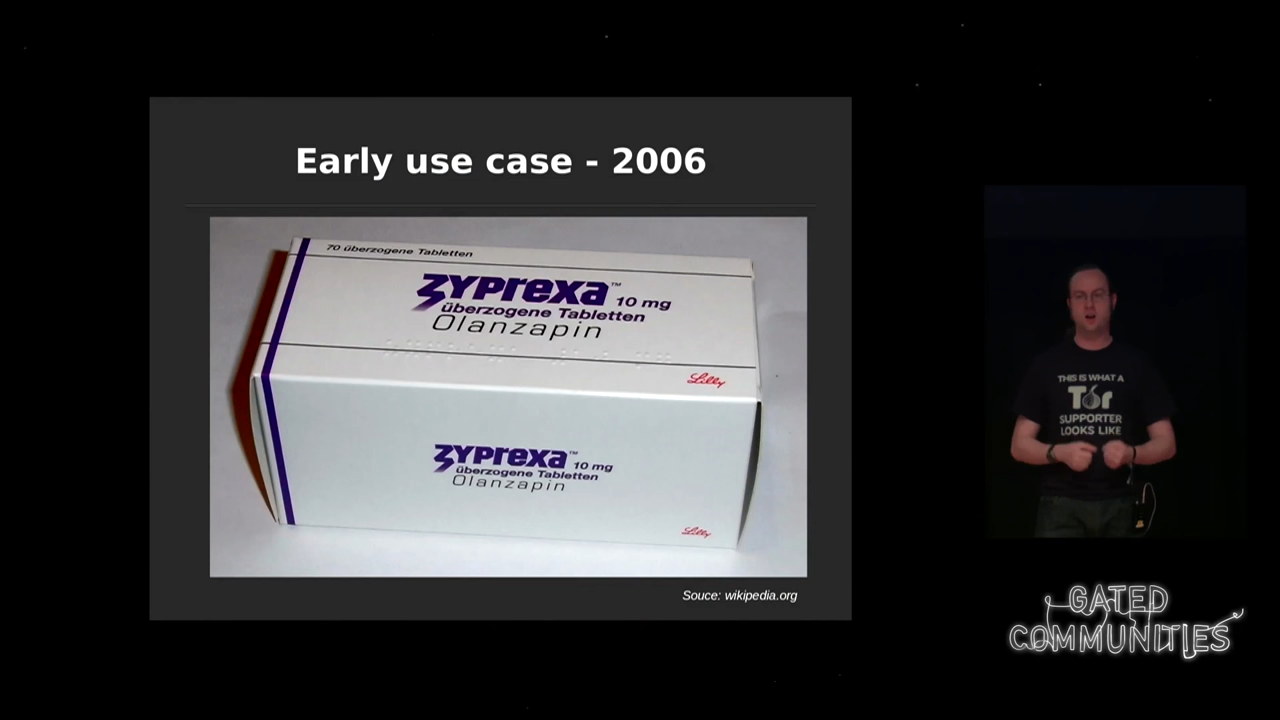 Early use case - 2006
70 überzogene Tabletten
zyprexa™ 10 mg
überzogene Tabletten
Olanzapin
Lilly
zyprexa™ 10 mg
überzogene Tabletten
Olanzapin
Lilly
Souce: wikipedia.org
THIS IS WHAT A
Tor
SUPPORTER
LOOKS LIKE
GATED
COMMUNITIES